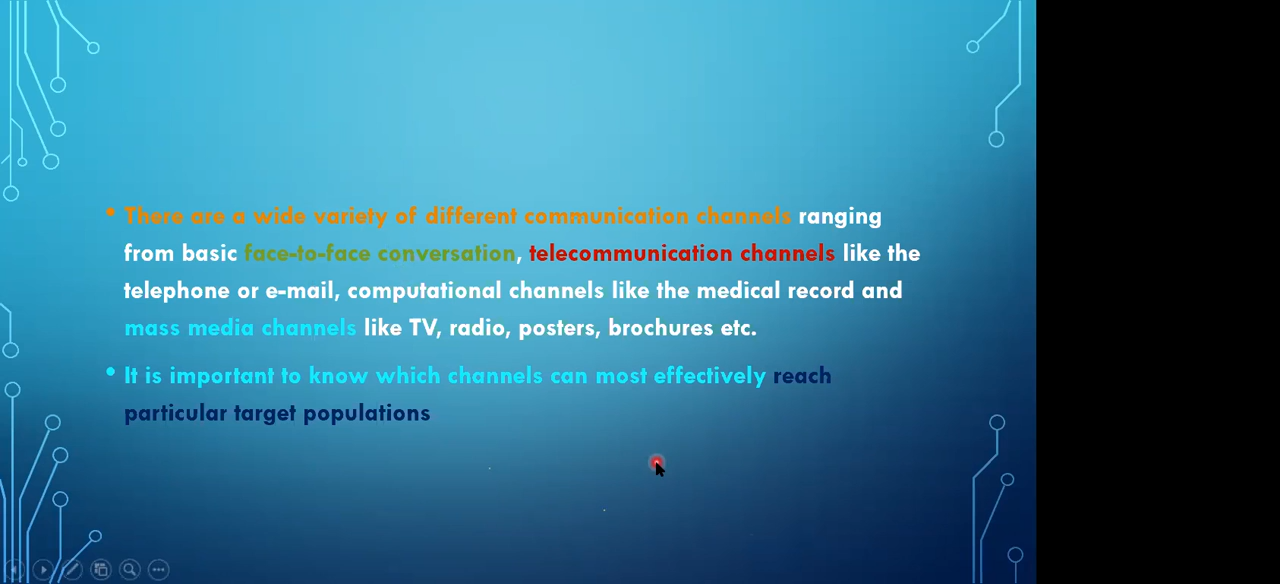 • There are a wide variety of different communication channels ranging
from basic face-to-face conversation, telecommunication channels like the
telephone or e-mail, computational channels like the medical record and
mass media channels like TV, radio, posters, brochures etc.
• It is important to know which channels can most effectively reach
particular target populations